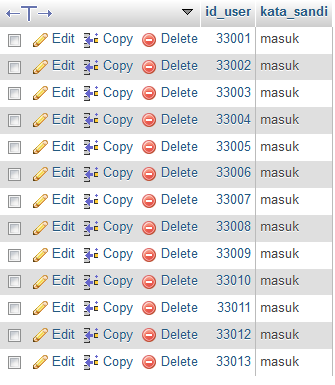 id_user kata_sandi
Edit Copy Delete 33001 masuk
Edit Copy Delete 33002 masuk
Edit Copy Delete 33003 masuk
Edit Copy Delete 33004 masuk
Edit Copy Delete 33005 masuk
Edit Copy Delete 33006 masuk
Edit Copy Delete 33007 masuk
Edit Copy Delete 33008 masuk
Edit Copy Delete 33009 masuk
Edit Copy Delete 33010 masuk
Edit Copy Delete 33011 masuk
Edit Copy Delete 33012 masuk
Edit Copy Delete 33013 masuk